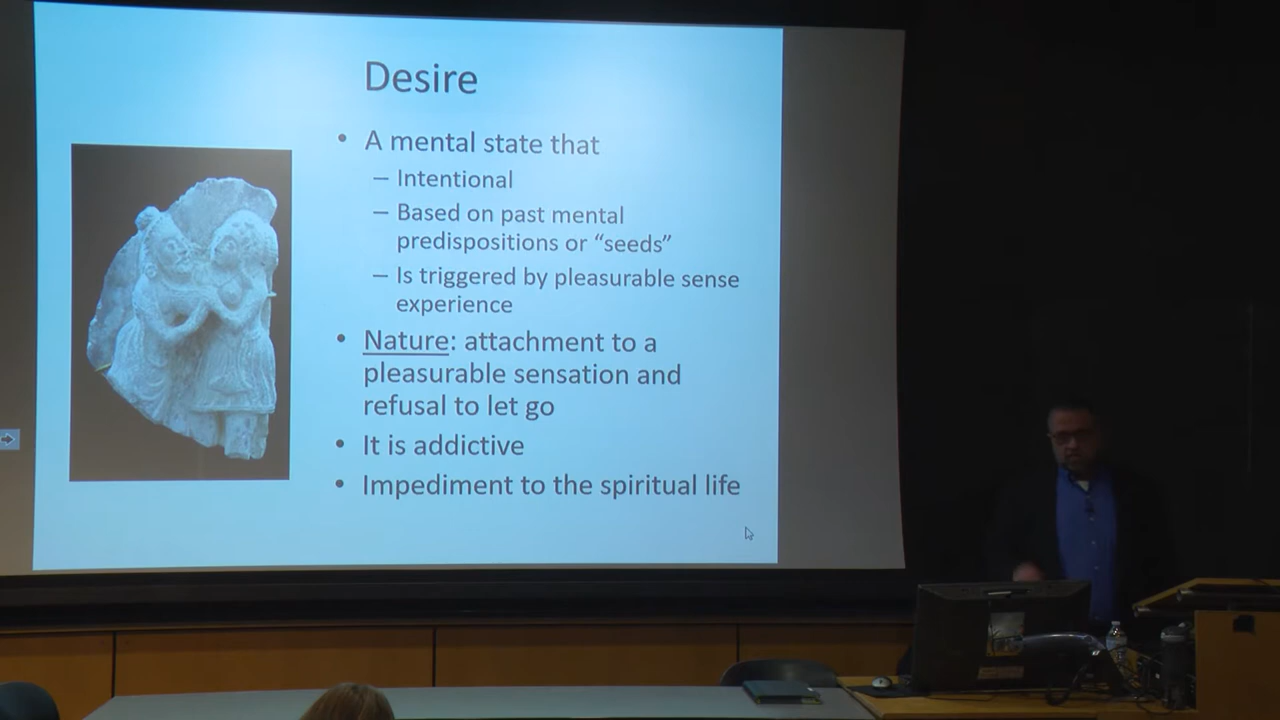 Desire
• A mental state that
– Intentional
– Based on past mental
predispositions or “seeds”
– Is triggered by pleasurable sense
experience
• Nature: attachment to a
pleasurable sensation and
refusal to let go
• It is addictive
• Impediment to the spiritual life